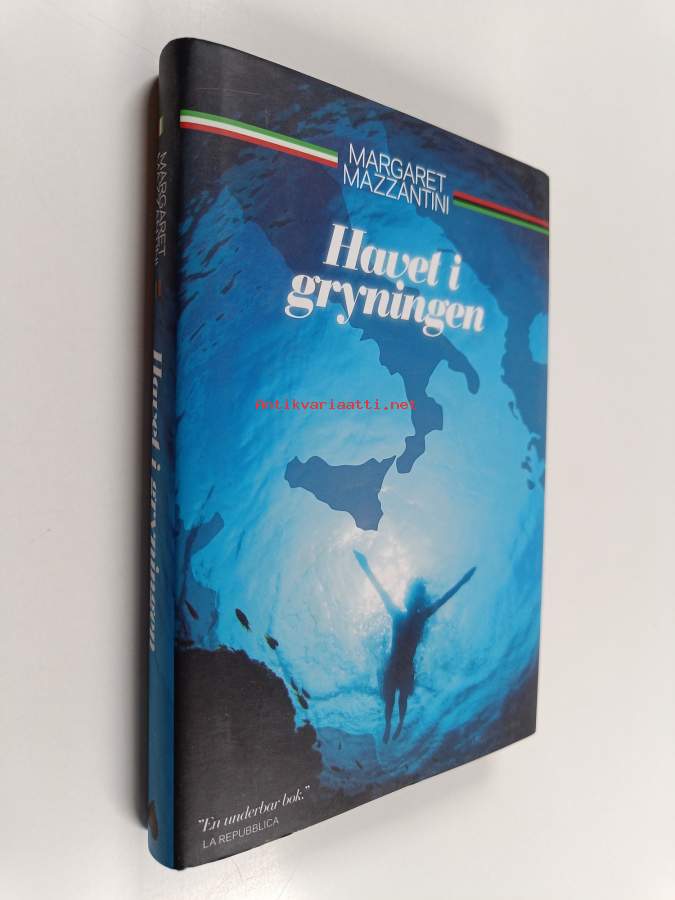 MARGARET
MAZZANTINI
Havet i
gryningen
antikvariaatti.net
"En underbar bok."
LA REPUBBLICA
MARGARET
MAZZANTINI
Havet i gryningen